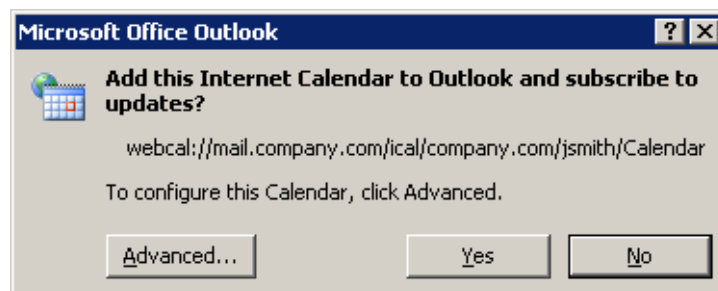 Microsoft Office Outlook
Add this Internet Calendar to Outlook and subscribe to
updates?
webcal://mail.company.com/ical/company.com/jsmith/Calendar
To configure this Calendar, click Advanced.
Advanced... Yes No